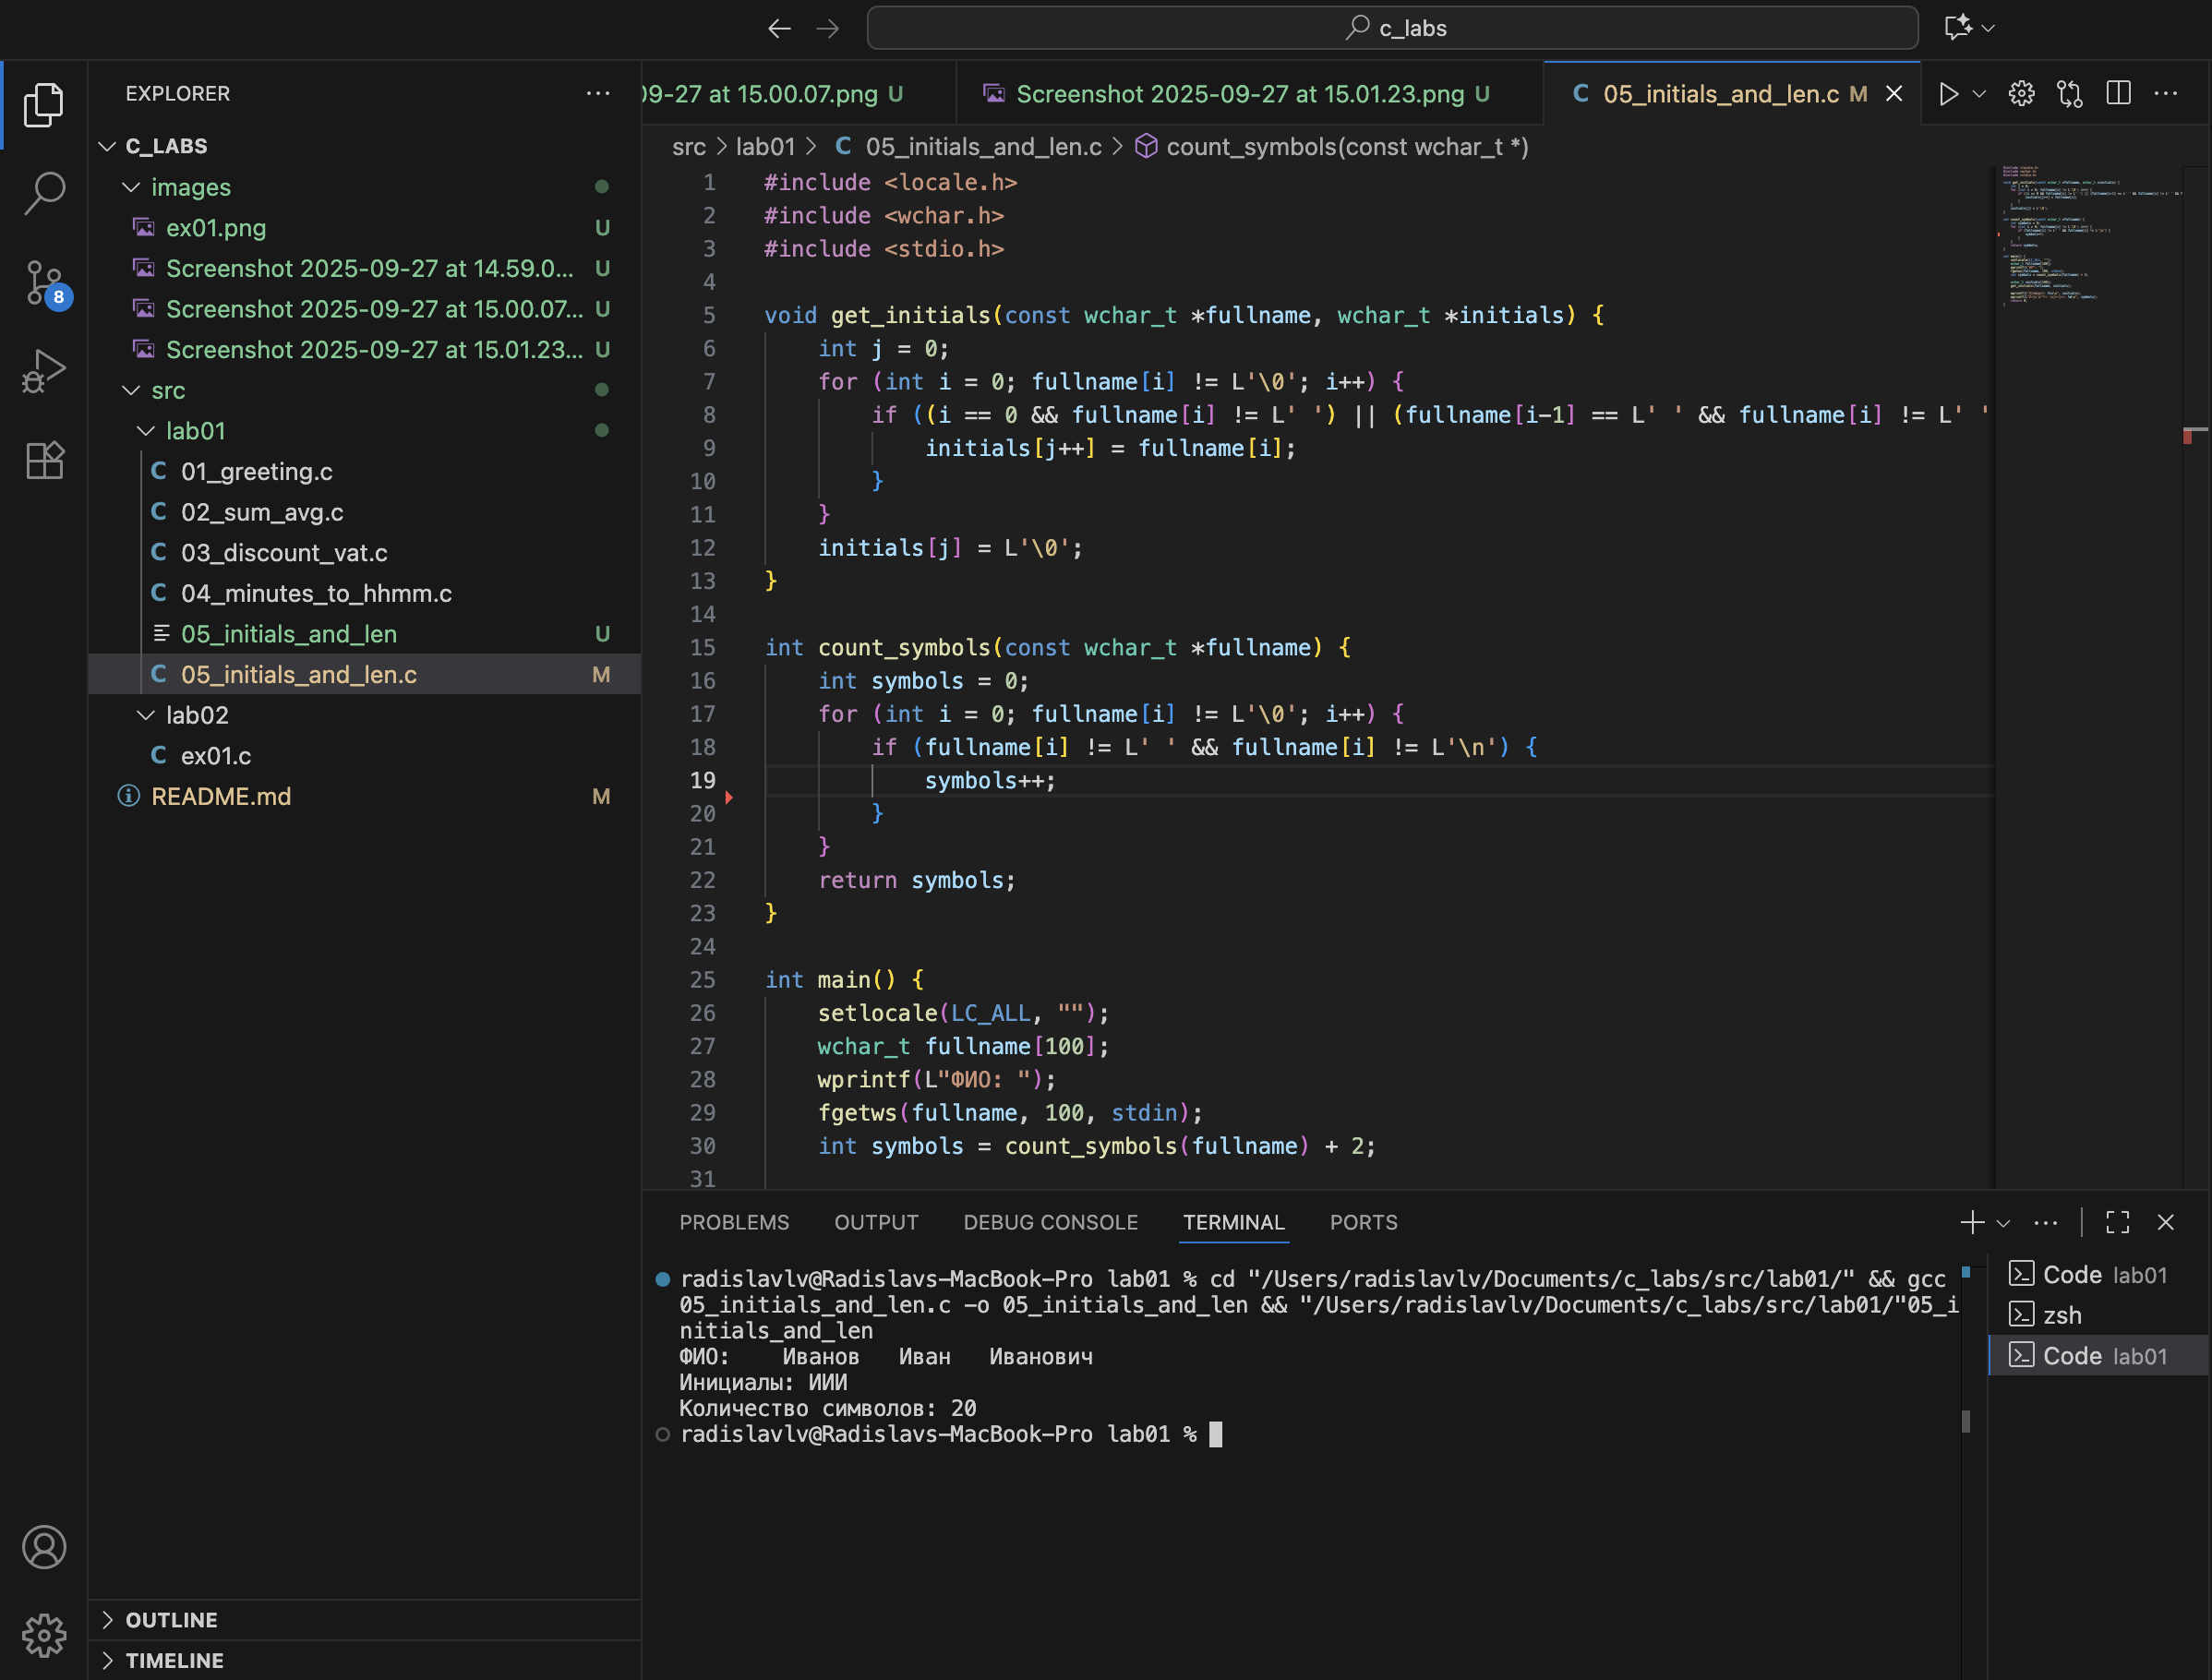 c_labs
EXPLORER
09-27 at 15.00.07.png U
Screenshot 2025-09-27 at 15.01.23.png U
C 05_initials_and_len.c M
C_LABS
images
ex01.png U
Screenshot 2025-09-27 at 14.59.0... U
Screenshot 2025-09-27 at 15.00.07... U
Screenshot 2025-09-27 at 15.01.23... U
src
lab01
C 01_greeting.c
C 02_sum_avg.c
C 03_discount_vat.c
C 04_minutes_to_hhmm.c
05_initials_and_len U
C 05_initials_and_len.c M
lab02
C ex01.c
README.md M
8
OUTLINE
TIMELINE
src > lab01 > C 05_initials_and_len.c > count_symbols(const wchar_t *)
1 #include <locale.h>
2 #include <wchar.h>
3 #include <stdio.h>
4
5 void get_initials(const wchar_t *fullname, wchar_t *initials) {
6 int j = 0;
7 for (int i = 0; fullname[i] != L'\0'; i++) {
8 if ((i == 0 && fullname[i] != L' ') || (fullname[i-1] == L' ' && fullname[i] != L' '
9 initials[j++] = fullname[i];
10 }
11 }
12 initials[j] = L'\0';
13 }
14
15 int count_symbols(const wchar_t *fullname) {
16 int symbols = 0;
17 for (int i = 0; fullname[i] != L'\0'; i++) {
18 if (fullname[i] != L' ' && fullname[i] != L'\n') {
19 symbols++;
20 }
21 }
22 return symbols;
23 }
24
25 int main() {
26 setlocale(LC_ALL, "");
27 wchar_t fullname[100];
28 wprintf(L"ФИО: ");
29 fgetws(fullname, 100, stdin);
30 int symbols = count_symbols(fullname) + 2;
31
PROBLEMS OUTPUT DEBUG CONSOLE TERMINAL PORTS
radislavlv@Radislavs-MacBook-Pro lab01 % cd "/Users/radislavlv/Documents/c_labs/src/lab01/" && gcc
05_initials_and_len.c -o 05_initials_and_len && "/Users/radislavlv/Documents/c_labs/src/lab01/"05_i
nitials_and_len
ФИО:    Иванов   Иван   Иванович
Инициалы: ИИИ
Количество символов: 20
radislavlv@Radislavs-MacBook-Pro lab01 %
Code lab01
zsh
Code lab01